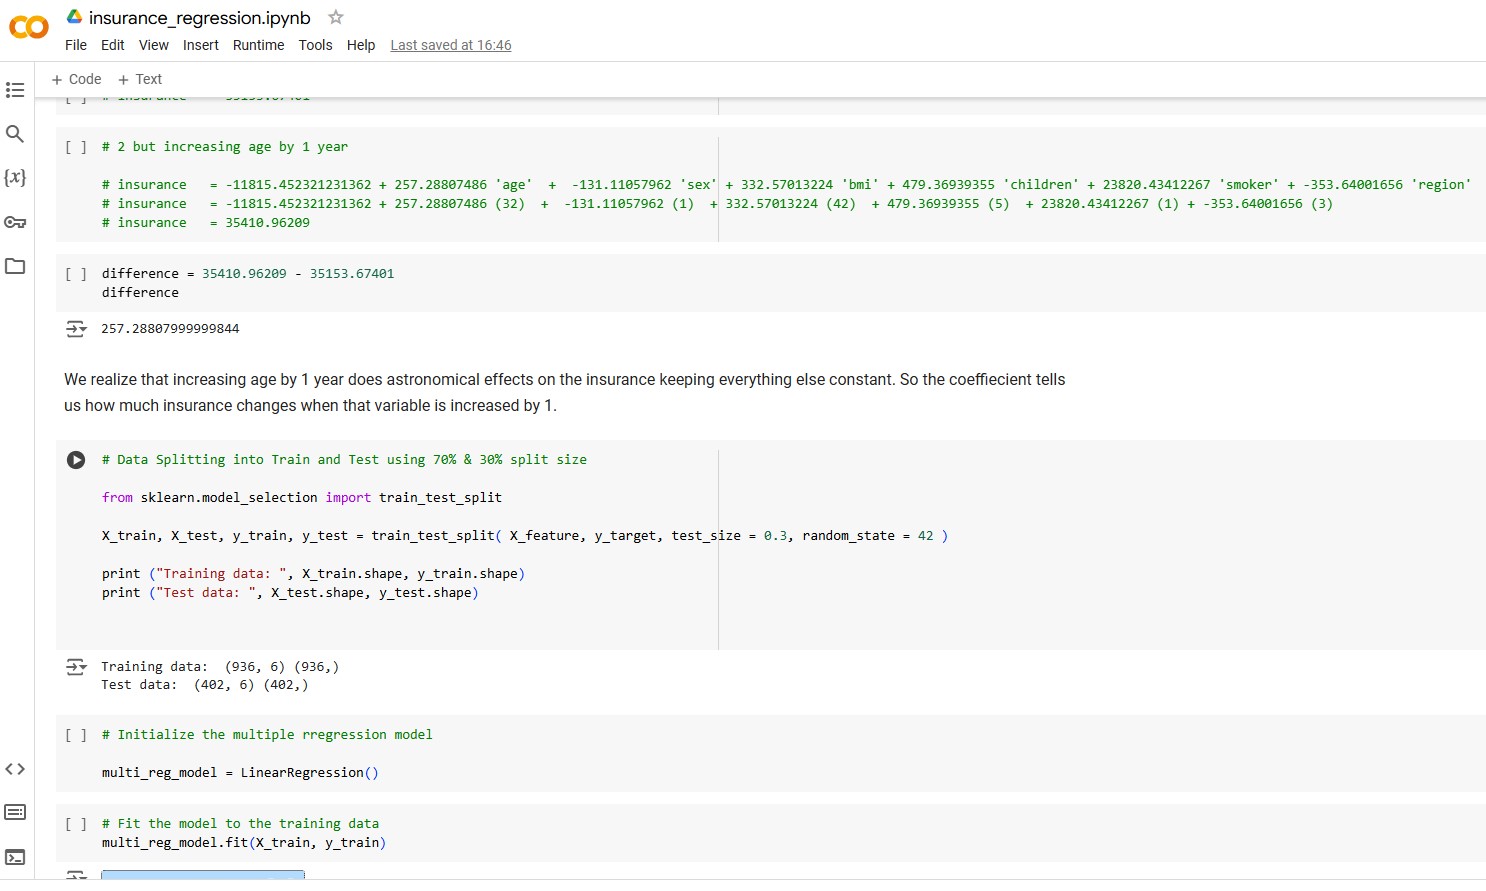 insurance_regression.ipynb
File Edit View Insert Runtime Tools Help Last saved at 16:46
+ Code + Text
[ ] # 2 but increasing age by 1 year
# insurance = -11815.452321231362 + 257.28807486 'age' + -131.11057962 'sex' + 332.57013224 'bmi' + 479.36939355 'children' + 23820.43412267 'smoker' + -353.64001656 'region'
# insurance = -11815.452321231362 + 257.28807486 (32) + -131.11057962 (1) + 332.57013224 (42) + 479.36939355 (5) + 23820.43412267 (1) + -353.64001656 (3)
# insurance = 35410.96209
[ ] difference = 35410.96209 - 35153.67401
difference
257.28807999999844
We realize that increasing age by 1 year does astronomical effects on the insurance keeping everything else constant. So the coeffiecient tells
us how much insurance changes when that variable is increased by 1.
# Data Splitting into Train and Test using 70% & 30% split size
from sklearn.model_selection import train_test_split
X_train, X_test, y_train, y_test = train_test_split( X_feature, y_target, test_size = 0.3, random_state = 42 )
print ("Training data: ", X_train.shape, y_train.shape)
print ("Test data: ", X_test.shape, y_test.shape)
Training data: (936, 6) (936,)
Test data: (402, 6) (402,)
[ ] # Initialize the multiple rregression model
multi_reg_model = LinearRegression()
[ ] # Fit the model to the training data
multi_reg_model.fit(X_train, y_train)